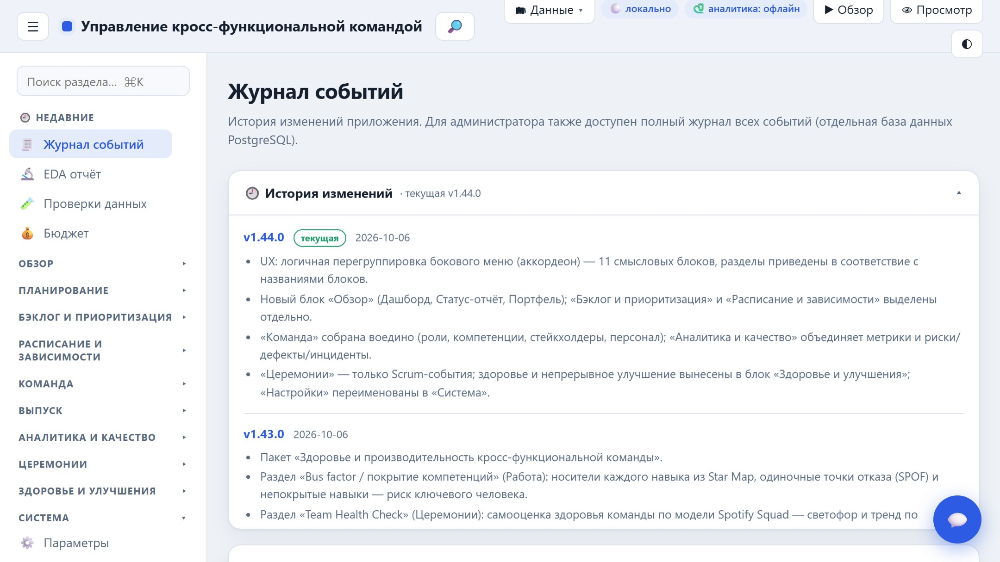 ☰ Управление кросс-функциональной командой
Данные ▾
локально
аналитика: офлайн
▶ Обзор
Просмотр
Поиск раздела... ⌘K
НЕДАВНИЕ
Журнал событий
EDA отчёт
Проверки данных
Бюджет
ОБЗОР ▸
ПЛАНИРОВАНИЕ ▸
БЭКЛОГ И ПРИОРИТИЗАЦИЯ ▸
РАСПИСАНИЕ И
ЗАВИСИМОСТИ ▸
КОМАНДА ▸
ВЫПУСК ▸
АНАЛИТИКА И КАЧЕСТВО ▸
ЦЕРЕМОНИИ ▸
ЗДОРОВЬЕ И УЛУЧШЕНИЯ ▸
СИСТЕМА ▾
Параметры
Журнал событий
История изменений приложения. Для администратора также доступен полный журнал всех событий (отдельная база данных
PostgreSQL).
История изменений · текущая v1.44.0 ▴
v1.44.0 текущая 2026-10-06
• UX: логичная перегруппировка бокового меню (аккордеон) — 11 смысловых блоков, разделы приведены в соответствие с
названиями блоков.
• Новый блок «Обзор» (Дашборд, Статус-отчёт, Портфель); «Бэклог и приоритизация» и «Расписание и зависимости» выделены
отдельно.
• «Команда» собрана воедино (роли, компетенции, стейкхолдеры, персонал); «Аналитика и качество» объединяет метрики и риски/
дефекты/инциденты.
• «Церемонии» — только Scrum-события; здоровье и непрерывное улучшение вынесены в блок «Здоровье и улучшения»;
«Настройки» переименованы в «Система».
v1.43.0 2026-10-06
• Пакет «Здоровье и производительность кросс-функциональной команды».
• Раздел «Bus factor / покрытие компетенций» (Работа): носители каждого навыка из Star Map, одиночные точки отказа (SPOF) и
непокрытые навыки — риск ключевого человека.
• Раздел «Team Health Check» (Церемонии): самооценка здоровья команды по модели Spotify Squad — светофор и тренд по